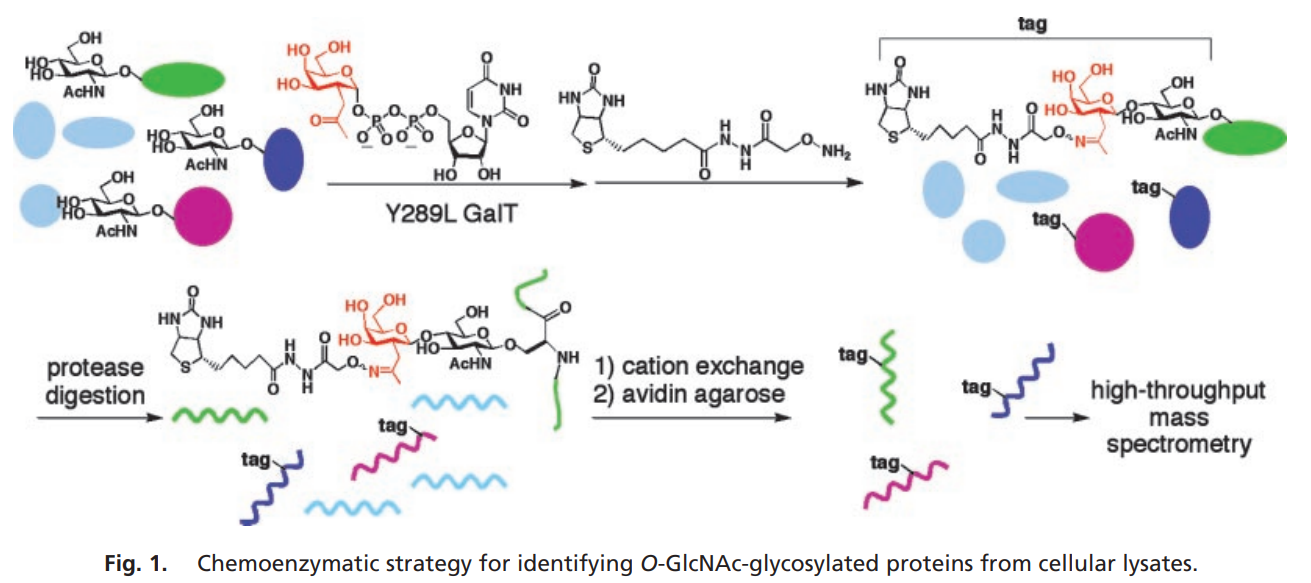 tag
OH
HO
HO
O
O
AcHN
OH
HO
HO
O
O
AcHN
OH
HO
HO
O
O
AcHN
HO
OH
HO
O
O
O
P
O
P
O
O
O
O
O
NH
N
O
HO
OH
Y289L GalT
O
HN
NH
S
O
H
N
N
H
O
O
NH2
O
HN
NH
S
O
H
N
N
H
O
O
N
HO
OH
HO
O
O
OH
HO
O
O
AcHN
tag
tag
protease
digestion
O
HN
NH
S
O
H
N
N
H
O
O
N
HO
OH
HO
O
O
OH
HO
O
O
AcHN
O
NH
tag
tag
1) cation exchange
2) avidin agarose
tag
tag
tag
high-throughput
mass
spectrometry
Fig. 1. Chemoenzymatic strategy for identifying O-GlcNAc-glycosylated proteins from cellular lysates.